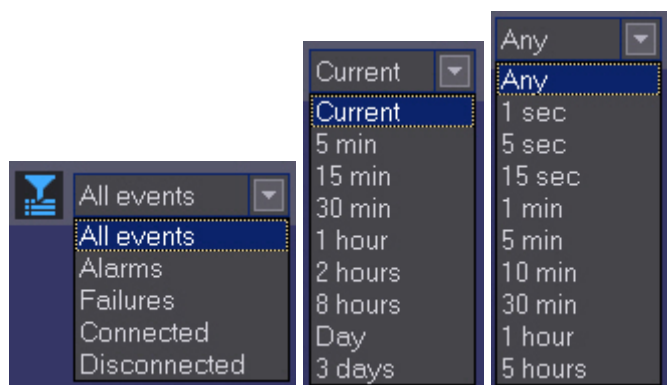 All events
All events
Alarms
Failures
Connected
Disconnected
Current
Current
5 min
15 min
30 min
1 hour
2 hours
8 hours
Day
3 days
Any
Any
1 sec
5 sec
15 sec
1 min
5 min
10 min
30 min
1 hour
5 hours